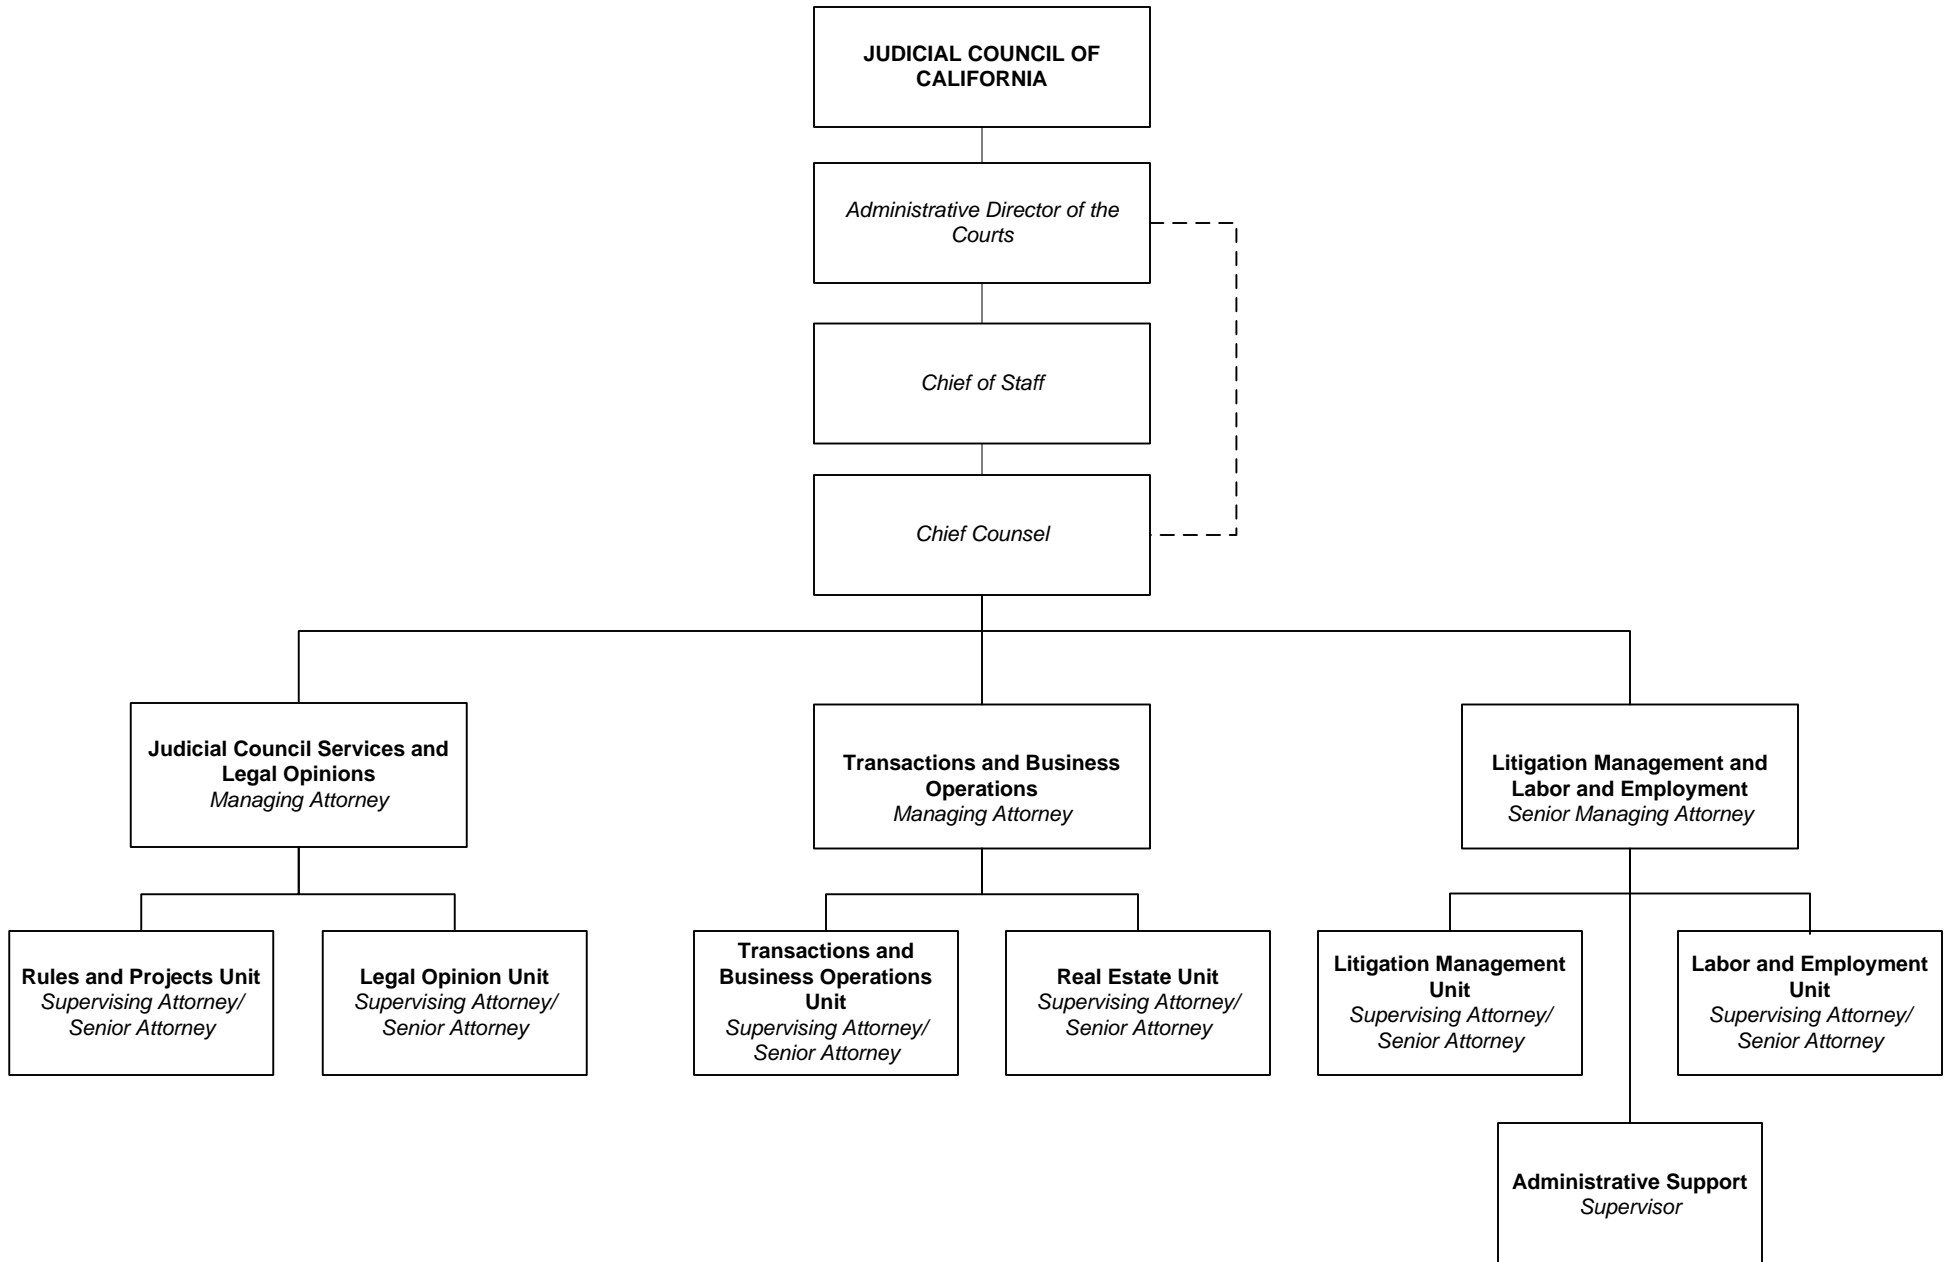 JUDICIAL COUNCIL OF
CALIFORNIA
Administrative Director of the
Courts
Chief of Staff
Chief Counsel
Judicial Council Services and
Legal Opinions
Managing Attorney
Transactions and Business
Operations
Managing Attorney
Litigation Management and
Labor and Employment
Senior Managing Attorney
Rules and Projects Unit
Supervising Attorney/
Senior Attorney
Legal Opinion Unit
Supervising Attorney/
Senior Attorney
Transactions and
Business Operations
Unit
Supervising Attorney/
Senior Attorney
Real Estate Unit
Supervising Attorney/
Senior Attorney
Litigation Management
Unit
Supervising Attorney/
Senior Attorney
Labor and Employment
Unit
Supervising Attorney/
Senior Attorney
Administrative Support
Supervisor